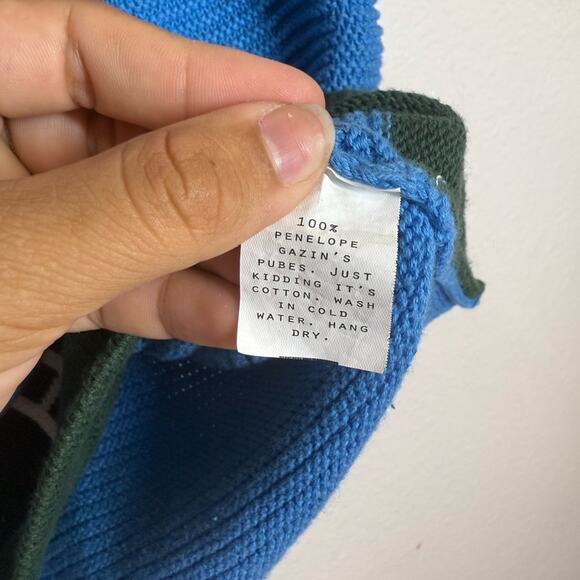 100%
PENELOPE
GAZIN'S
PUBES. JUST
KIDDING IT'S
COTTON. WASH
IN COLD
WATER. HANG
DRY.